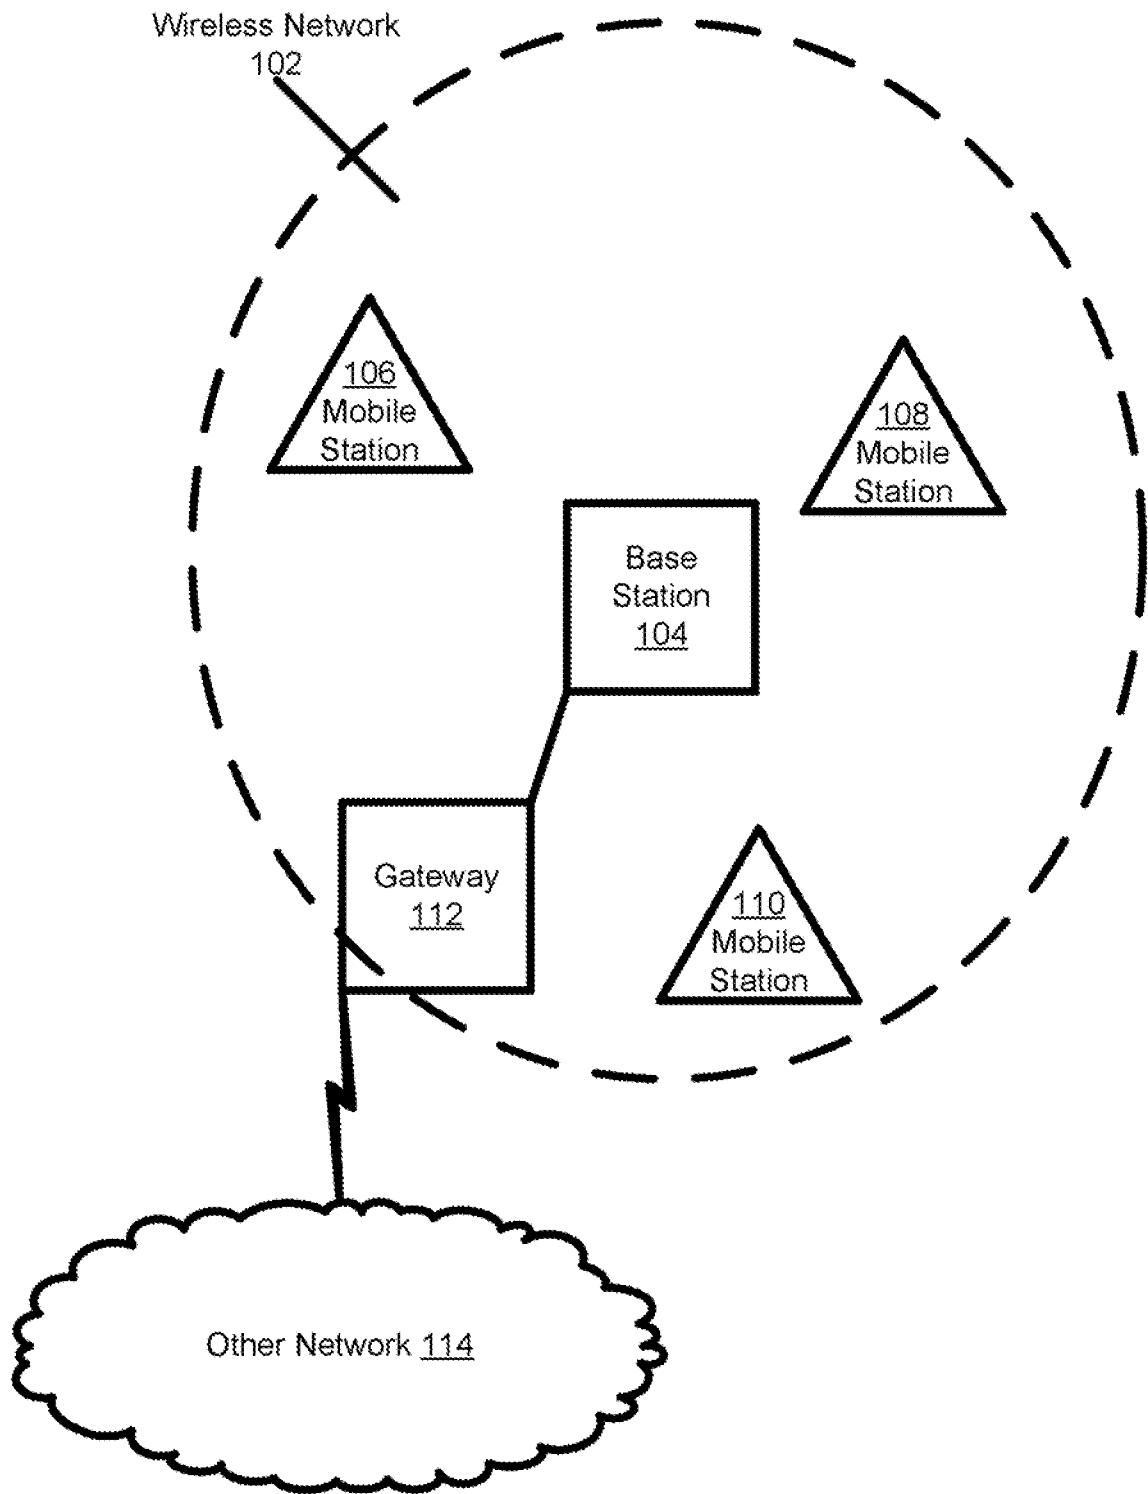 Wireless Network
102
106
Mobile
Station
108
Mobile
Station
Base
Station
104
Gateway
112
110
Mobile
Station
Other Network 114